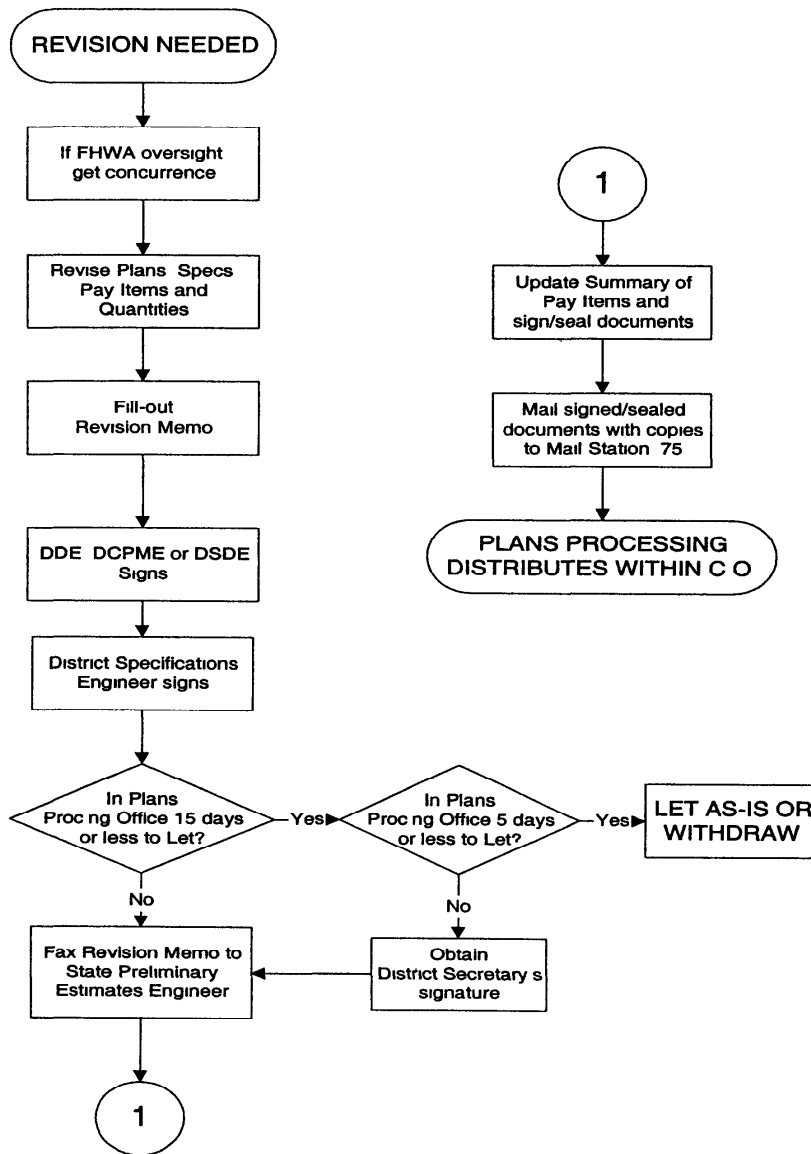 REVISION NEEDED
If FHWA oversight
get concurrence
Revise Plans Specs
Pay Items and
Quantities
Fill-out
Revision Memo
DDE DCPME or DSDE
Signs
District Specifications
Engineer signs
In Plans
Proc ng Office 15 days
or less to Let?
Yes
In Plans
Proc ng Office 5 days
or less to Let?
Yes
LET AS-IS OR
WITHDRAW
No
No
Fax Revision Memo to
State Preliminary
Estimates Engineer
Obtain
District Secretary s
signature
1
1
Update Summary of
Pay Items and
sign/seal documents
Mail signed/sealed
documents with copies
to Mail Station 75
PLANS PROCESSING
DISTRIBUTES WITHIN C O